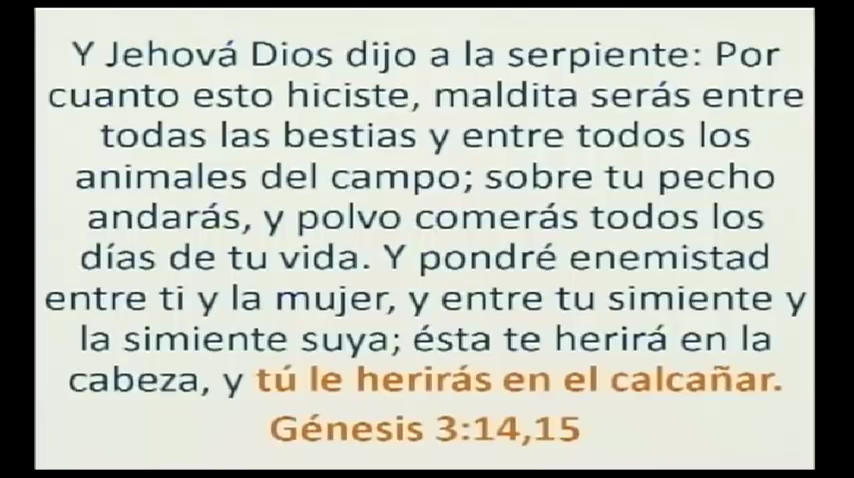 Y Jehová Dios dijo a la serpiente: Por
cuanto esto hiciste, maldita serás entre
todas las bestias y entre todos los
animales del campo; sobre tu pecho
andarás, y polvo comerás todos los
días de tu vida. Y pondré enemistad
entre ti y la mujer, y entre tu simiente y
la simiente suya; ésta te herirá en la
cabeza, y tú le herirás en el calcañar.
Génesis 3:14,15